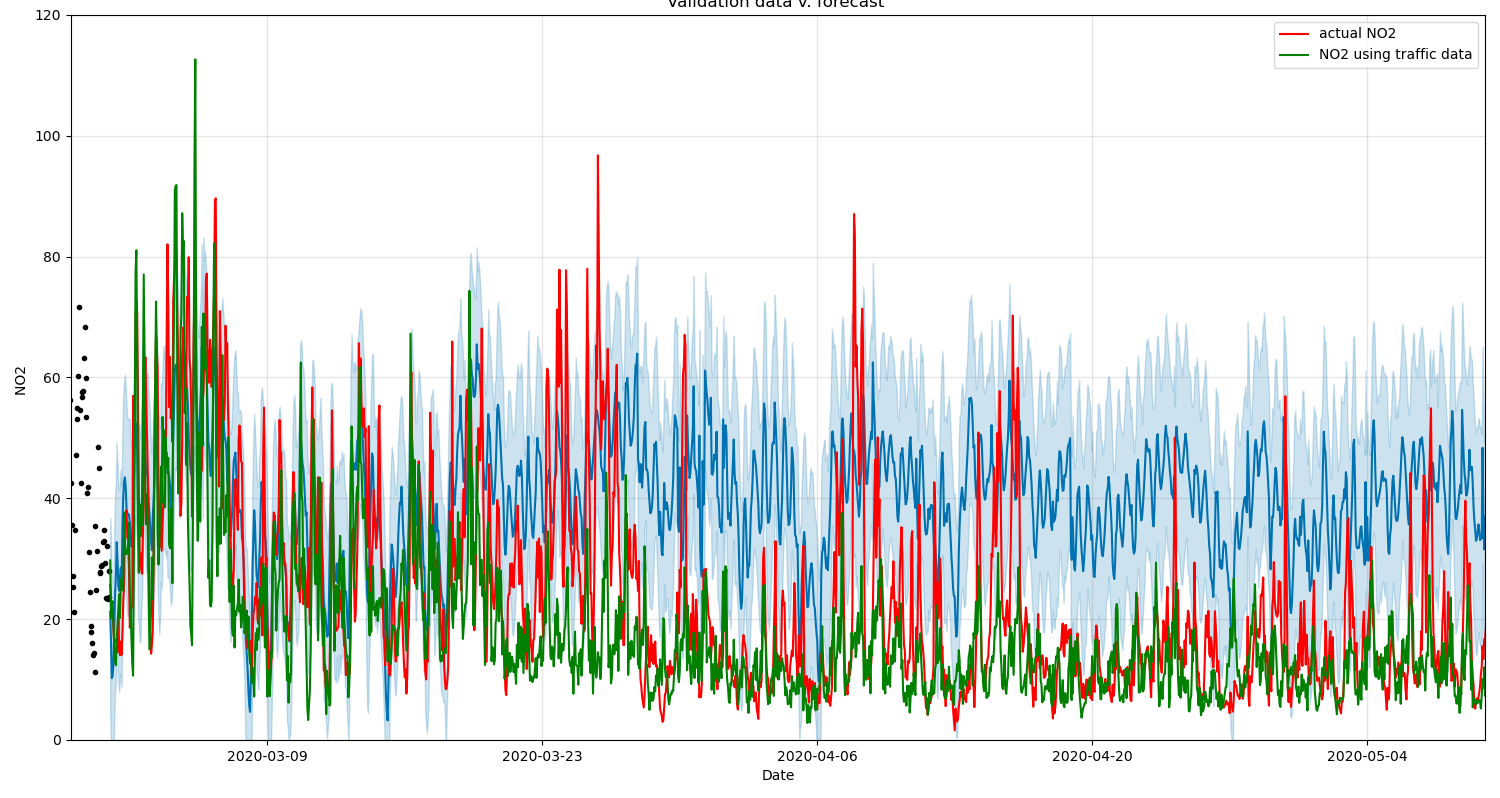 Validation data v. forecast
actual NO2
NO2 using traffic data
120
100
80
60
40
20
0
NO2
2020-03-09
2020-03-23
2020-04-06
2020-04-20
2020-05-04
Date